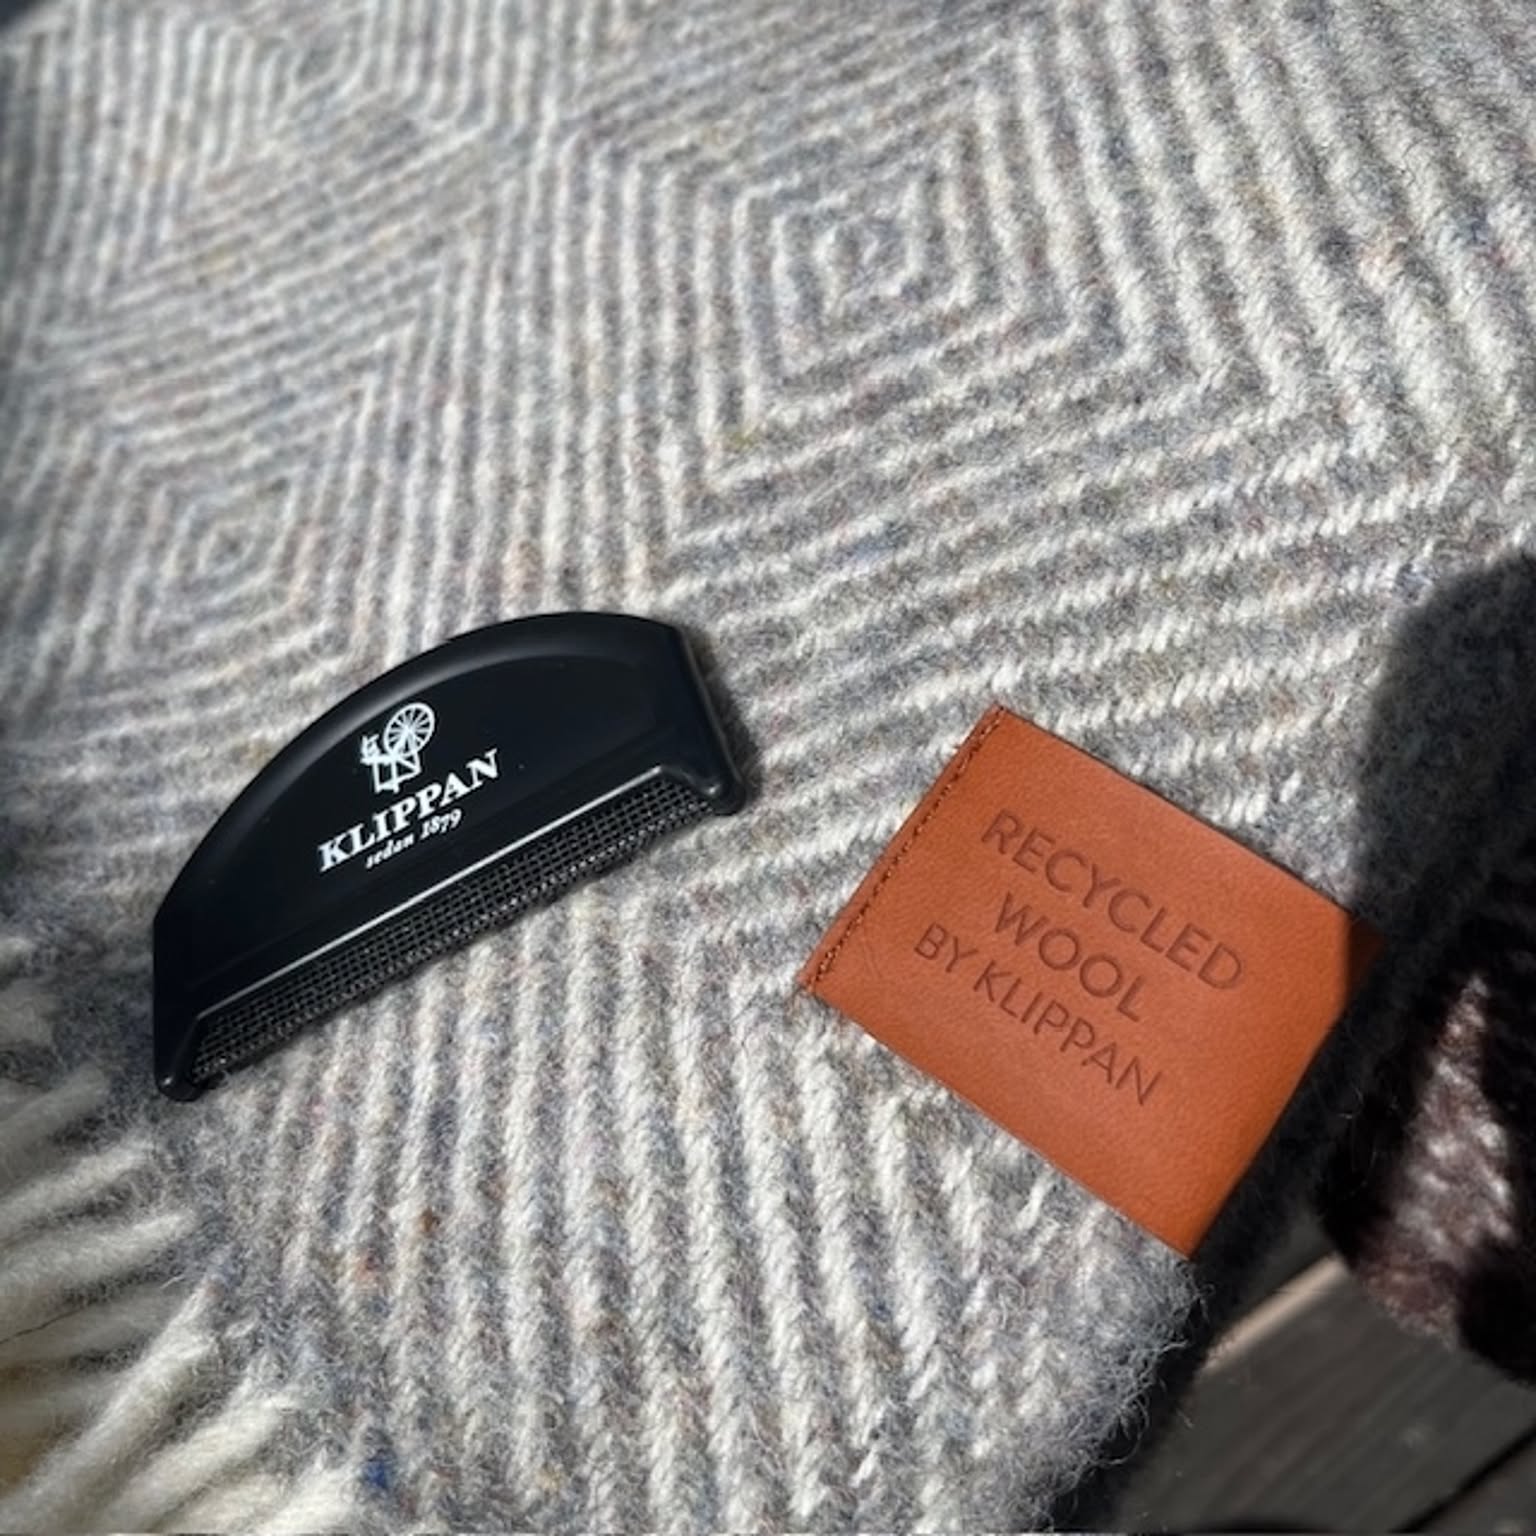 KLIPPAN
sedan 1879
RECYCLED
WOOL
BY KLIPPAN